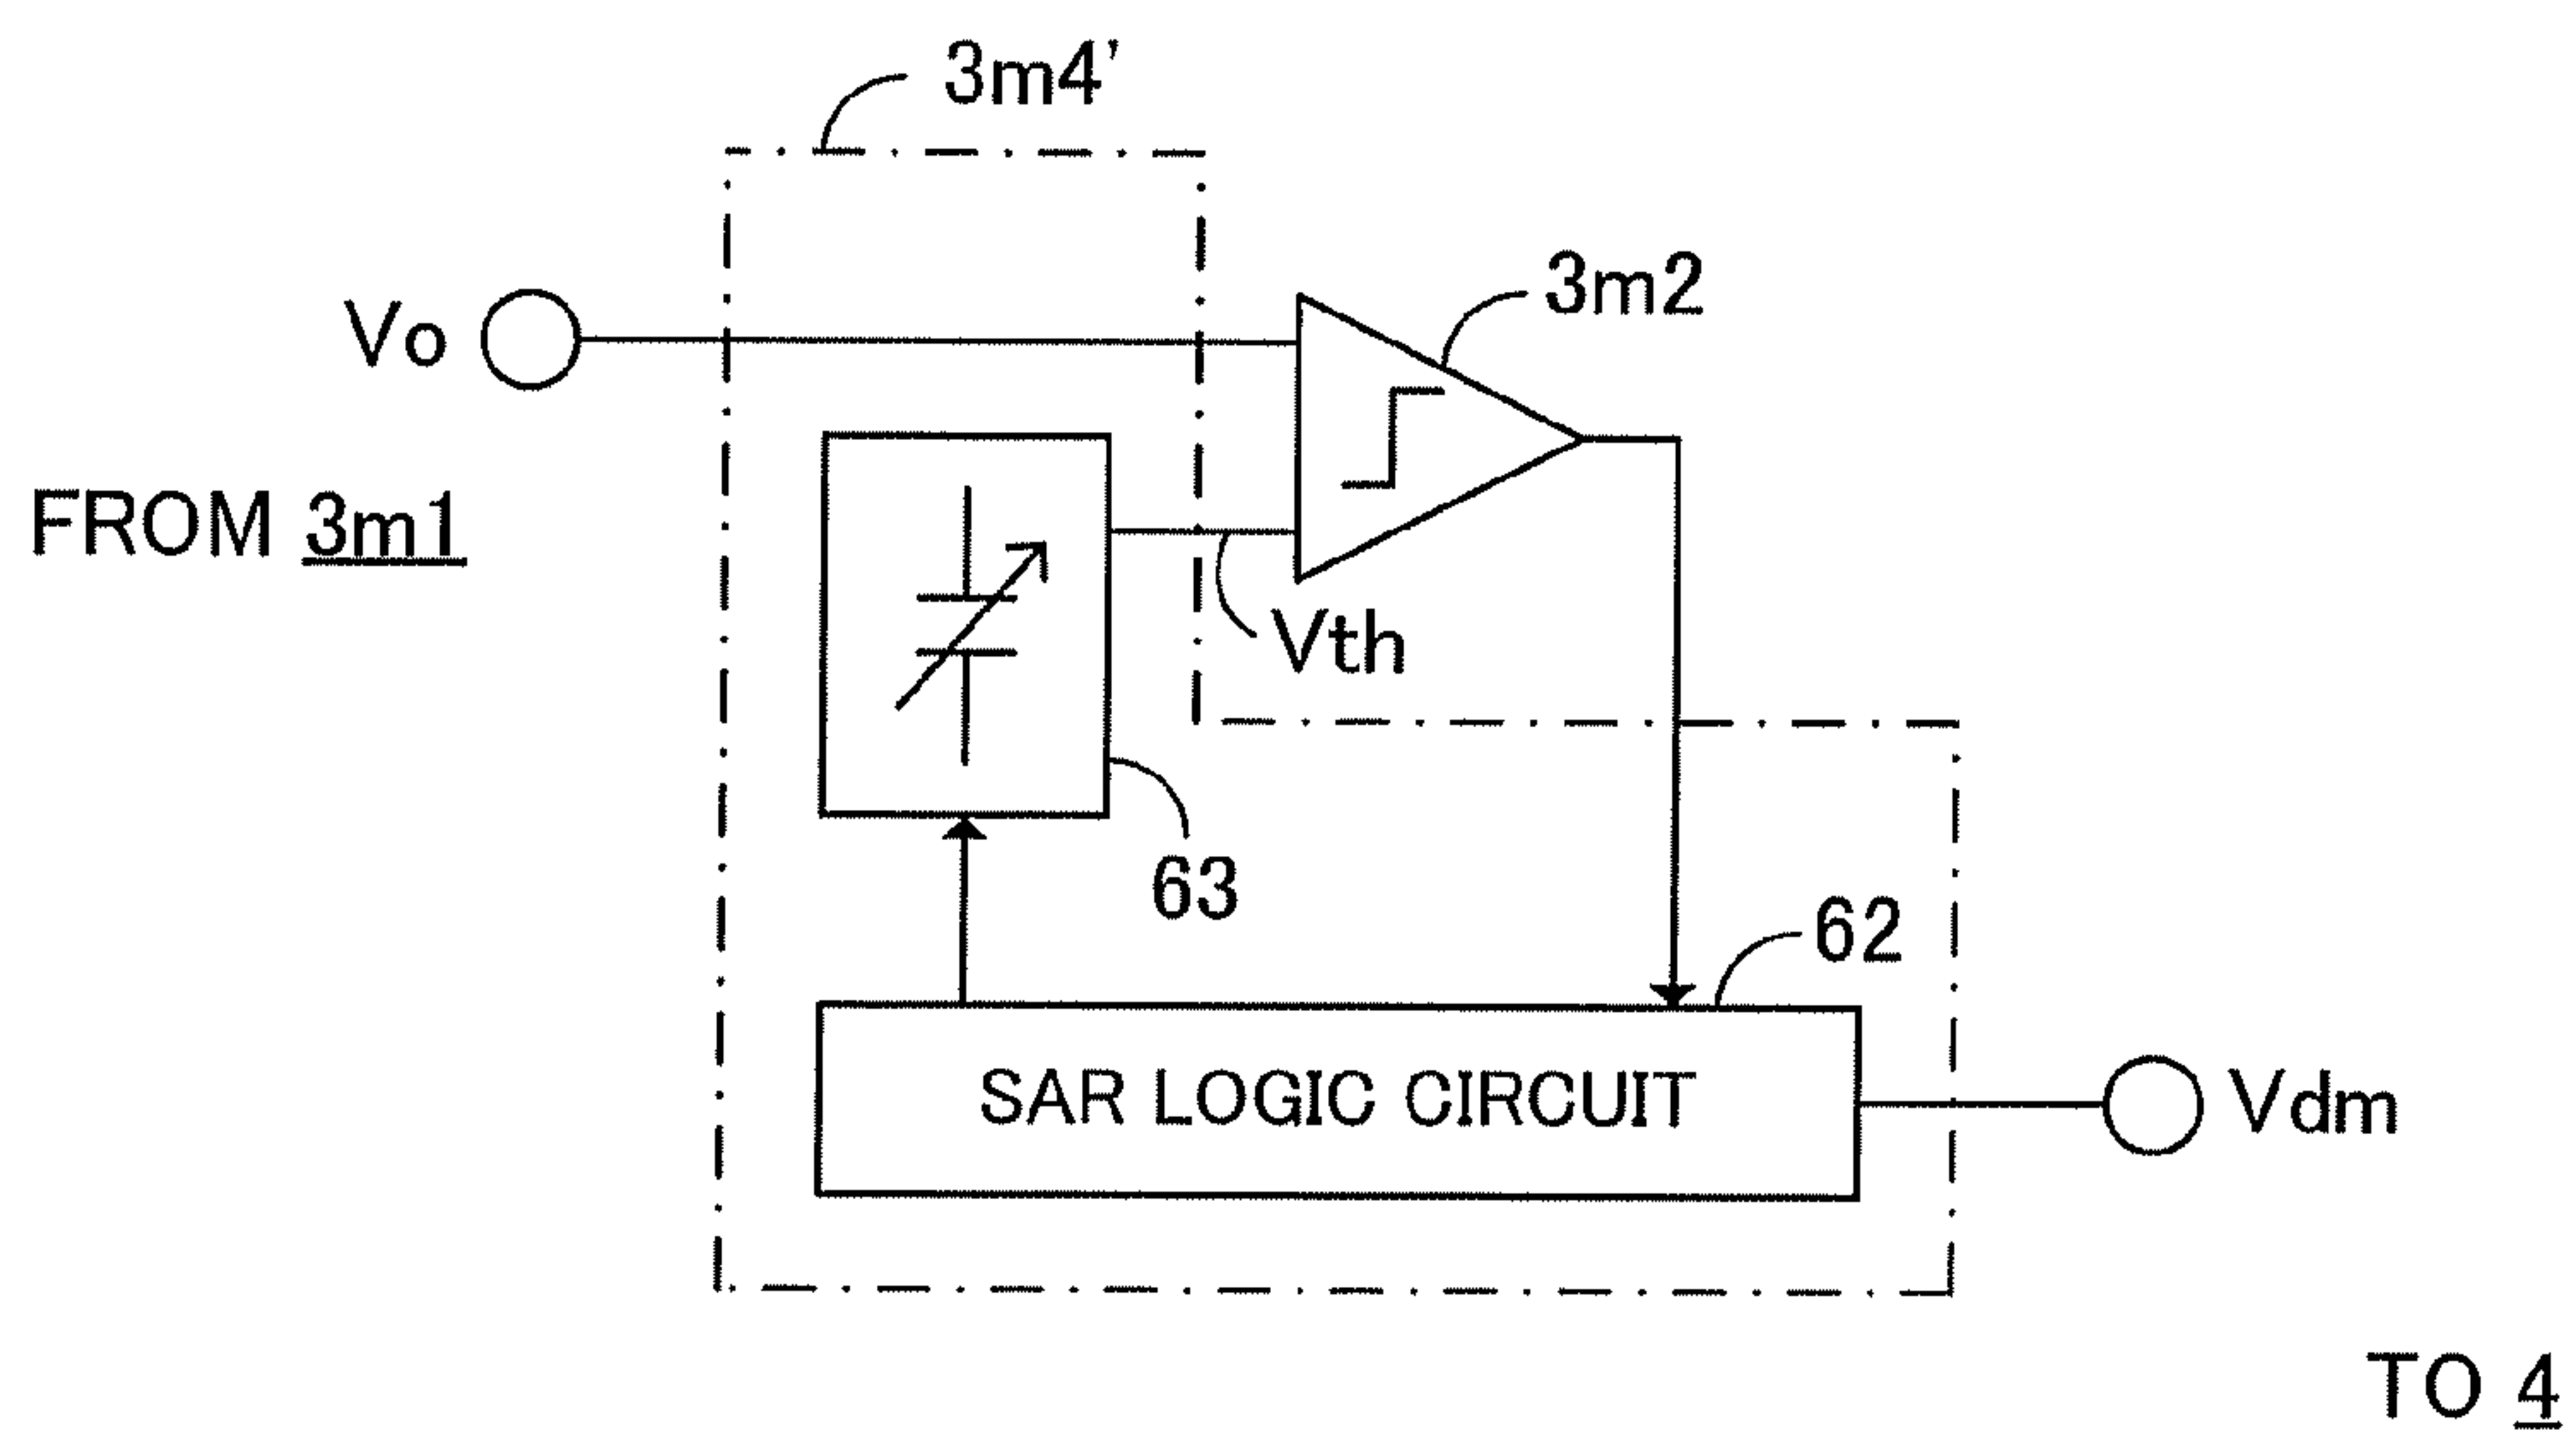 3m4'
3m2
Vo
FROM 3m1
Vth
63
62
SAR LOGIC CIRCUIT
Vdm
TO 4